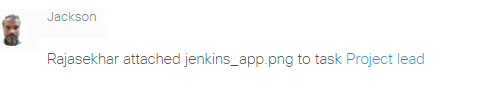 Jackson
Rajasekhar attached jenkins_app.png to task Project lead